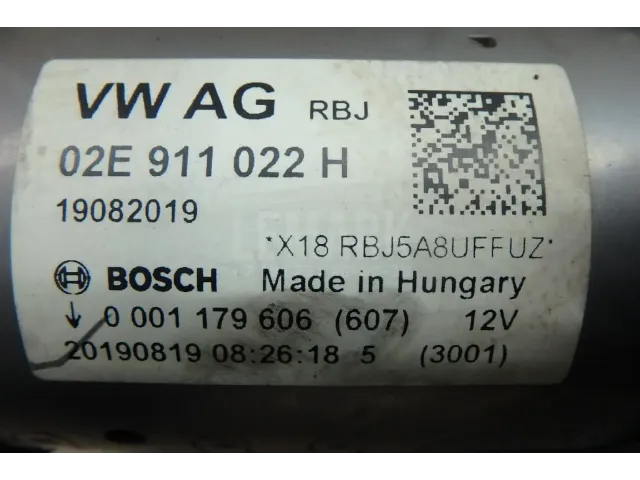 VW AG RBJ
02E 911 022 H
19082019
*X18 RBJ5A8UFFUZ*
BOSCH Made in Hungary
↓ 0 001 179 606 (607) 12V
20190819 08:26:18 5 (3001)